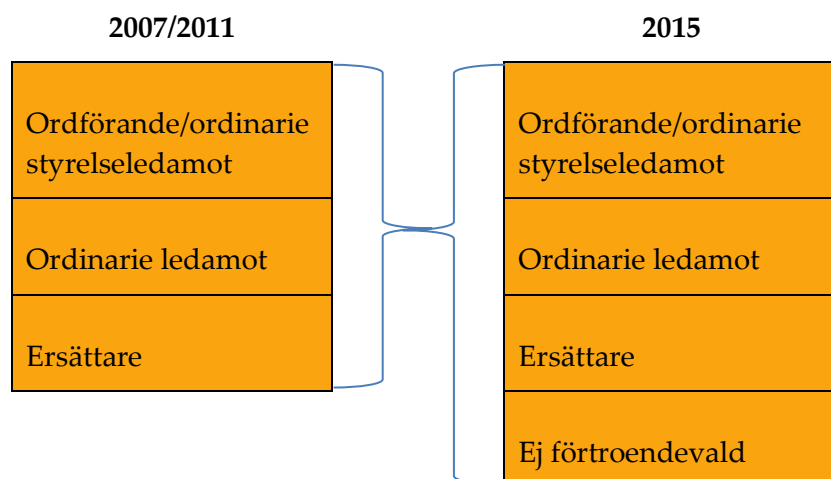 2007/2011
Ordförande/ordinarie
styrelseledamot
Ordinarie ledamot
Ersättare
2015
Ordförande/ordinarie
styrelseledamot
Ordinarie ledamot
Ersättare
Ej förtroendevald